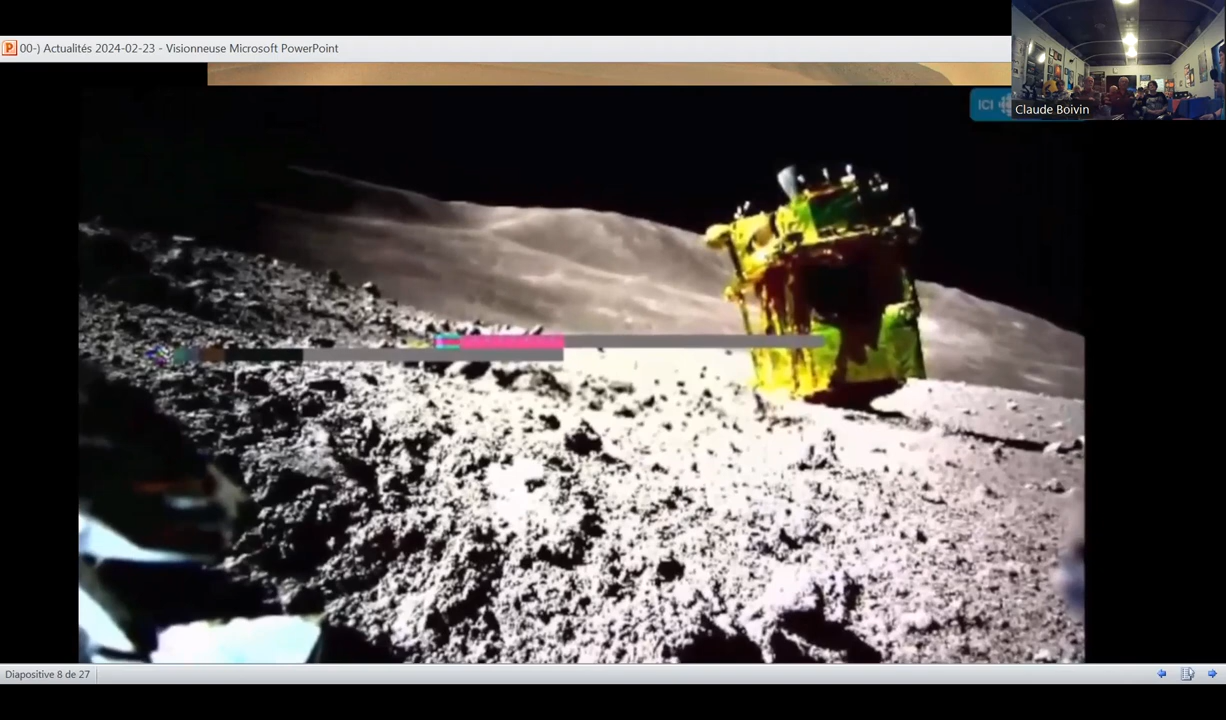 00-) Actualités 2024-02-23 - Visionneuse Microsoft PowerPoint
ICI
Claude Boivin
Diapositive 8 de 27